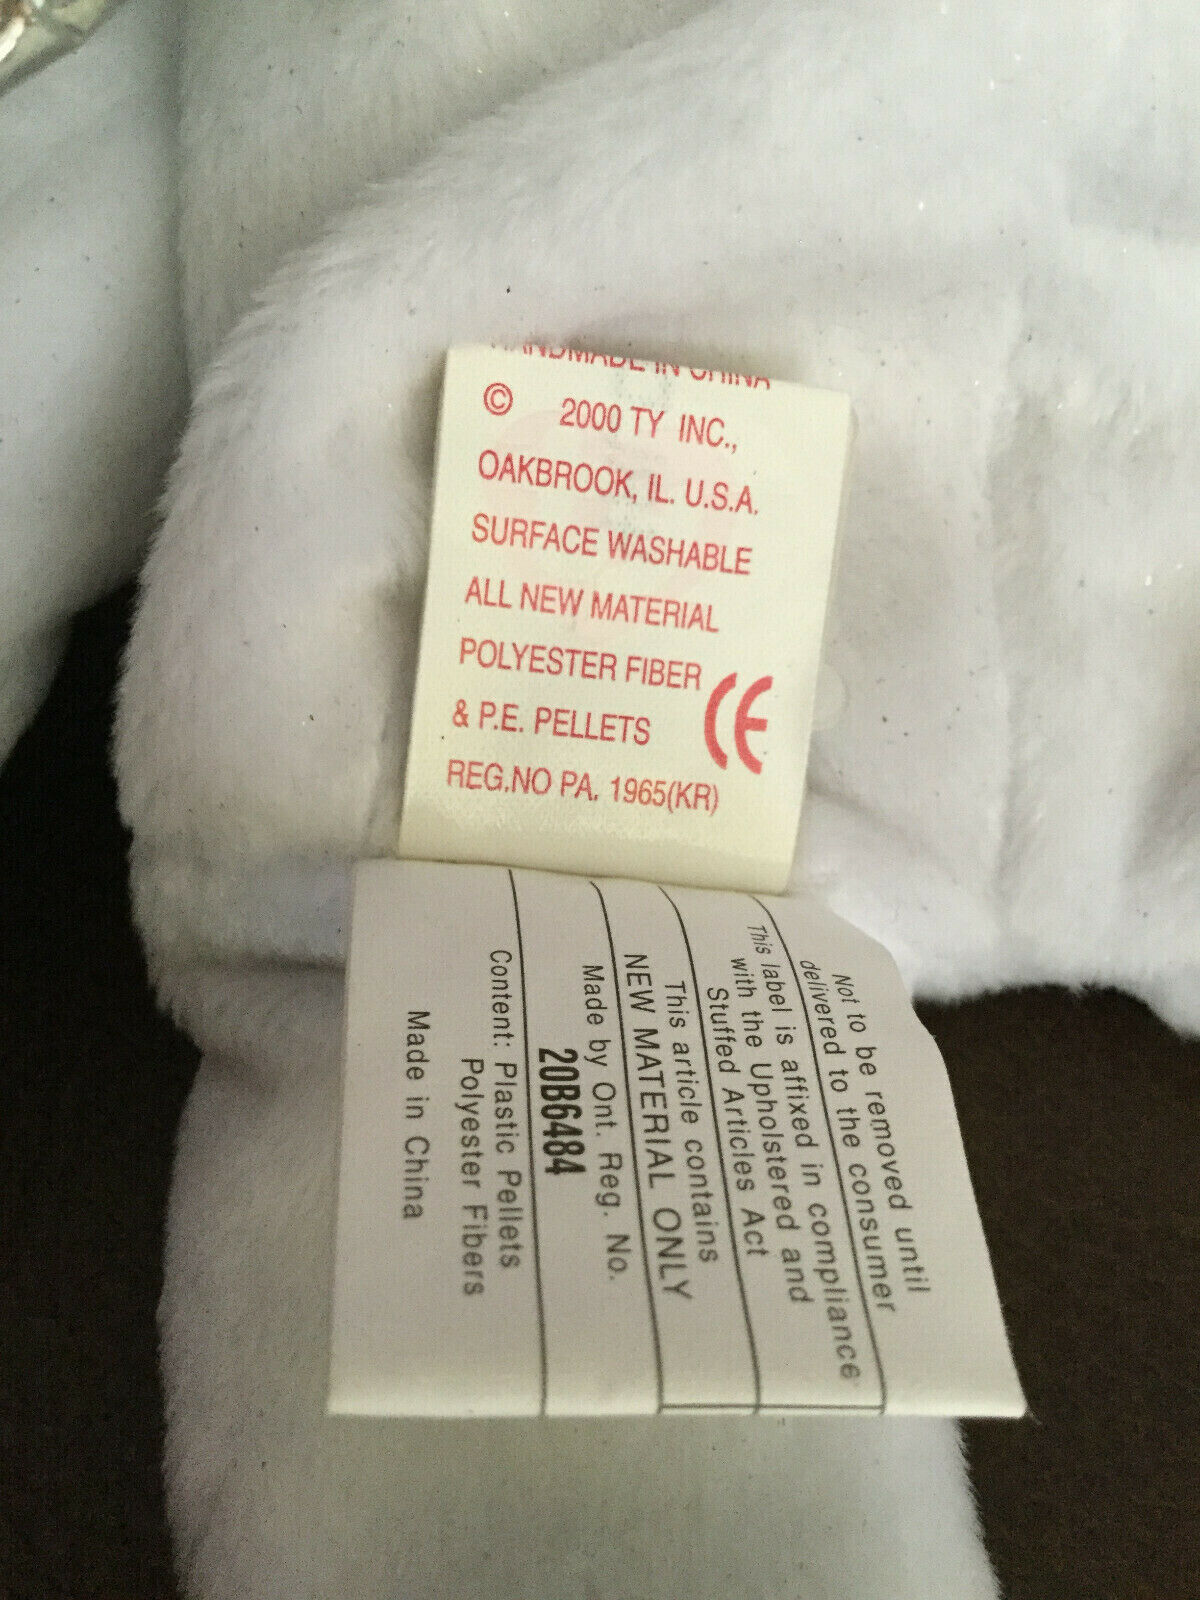 HANDMADE IN CHINA
© 2000 TY INC.,
OAKBROOK, IL. U.S.A.
SURFACE WASHABLE
ALL NEW MATERIAL
POLYESTER FIBER
& P.E. PELLETS
CE
REG.NO PA. 1965(KR)
Not to be removed until
delivered to the consumer
This label is affixed in compliance
with the Upholstered and
Stuffed Articles Act
This article contains
NEW MATERIAL ONLY
Made by Ont. Reg. No.
20B6484
Content: Plastic Pellets
Polyester Fibers
Made in China